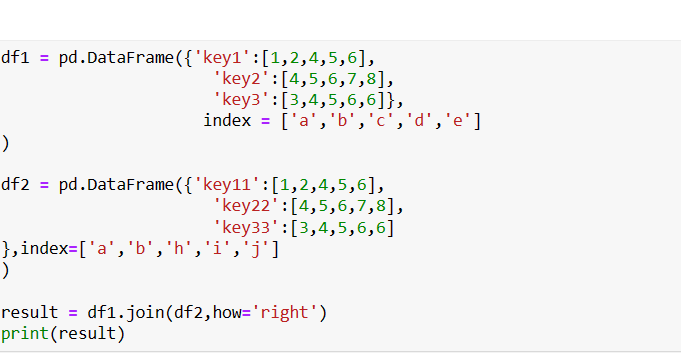 df1 = pd.DataFrame({'key1':[1,2,4,5,6],
'key2':[4,5,6,7,8],
'key3':[3,4,5,6,6]},
index = ['a','b','c','d','e']
)
df2 = pd.DataFrame({'key11':[1,2,4,5,6],
'key22':[4,5,6,7,8],
'key33':[3,4,5,6,6]
},index=['a','b','h','i','j']
)
result = df1.join(df2,how='right')
print(result)